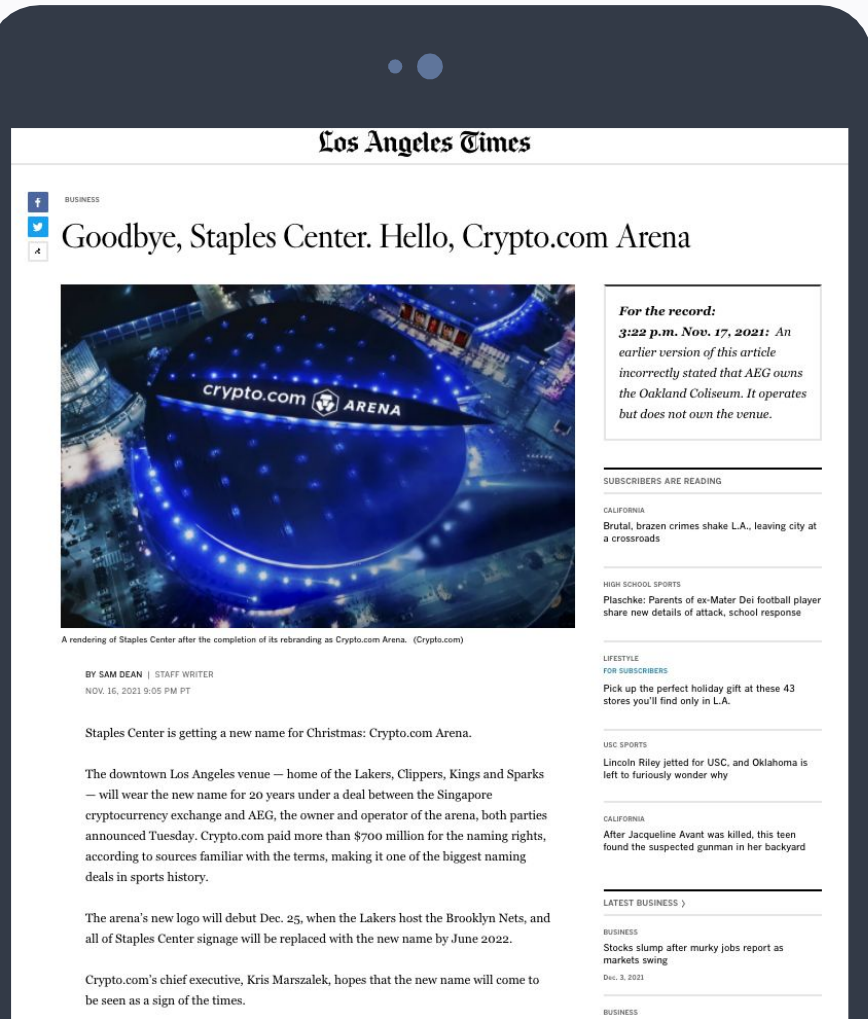 Los Angeles Times
BUSINESS
Goodbye, Staples Center. Hello, Crypto.com Arena
crypto.com ARENA
A rendering of Staples Center after the completion of its rebranding as Crypto.com Arena. (Crypto.com)
BY SAM DEAN | STAFF WRITER
NOV. 16, 2021 9:05 PM PT
Staples Center is getting a new name for Christmas: Crypto.com Arena.
The downtown Los Angeles venue — home of the Lakers, Clippers, Kings and Sparks
— will wear the new name for 20 years under a deal between the Singapore
cryptocurrency exchange and AEG, the owner and operator of the arena, both parties
announced Tuesday. Crypto.com paid more than $700 million for the naming rights,
according to sources familiar with the terms, making it one of the biggest naming
deals in sports history.
The arena's new logo will debut Dec. 25, when the Lakers host the Brooklyn Nets, and
all of Staples Center signage will be replaced with the new name by June 2022.
Crypto.com's chief executive, Kris Marszalek, hopes that the new name will come to
be seen as a sign of the times.
For the record:
3:22 p.m. Nov. 17, 2021: An
earlier version of this article
incorrectly stated that AEG owns
the Oakland Coliseum. It operates
but does not own the venue.
SUBSCRIBERS ARE READING
CALIFORNIA
Brutal, brazen crimes shake L.A., leaving city at
a crossroads
HIGH SCHOOL SPORTS
Plaschke: Parents of ex-Mater Dei football player
share new details of attack, school response
LIFESTYLE
FOR SUBSCRIBERS
Pick up the perfect holiday gift at these 43
stores you'll find only in L.A.
USC SPORTS
Lincoln Riley jetted for USC, and Oklahoma is
left to furiously wonder why
CALIFORNIA
After Jacqueline Avant was killed, this teen
found the suspected gunman in her backyard
LATEST BUSINESS ⟩
BUSINESS
Stocks slump after murky jobs report as
markets swing
Dec. 3, 2021
BUSINESS